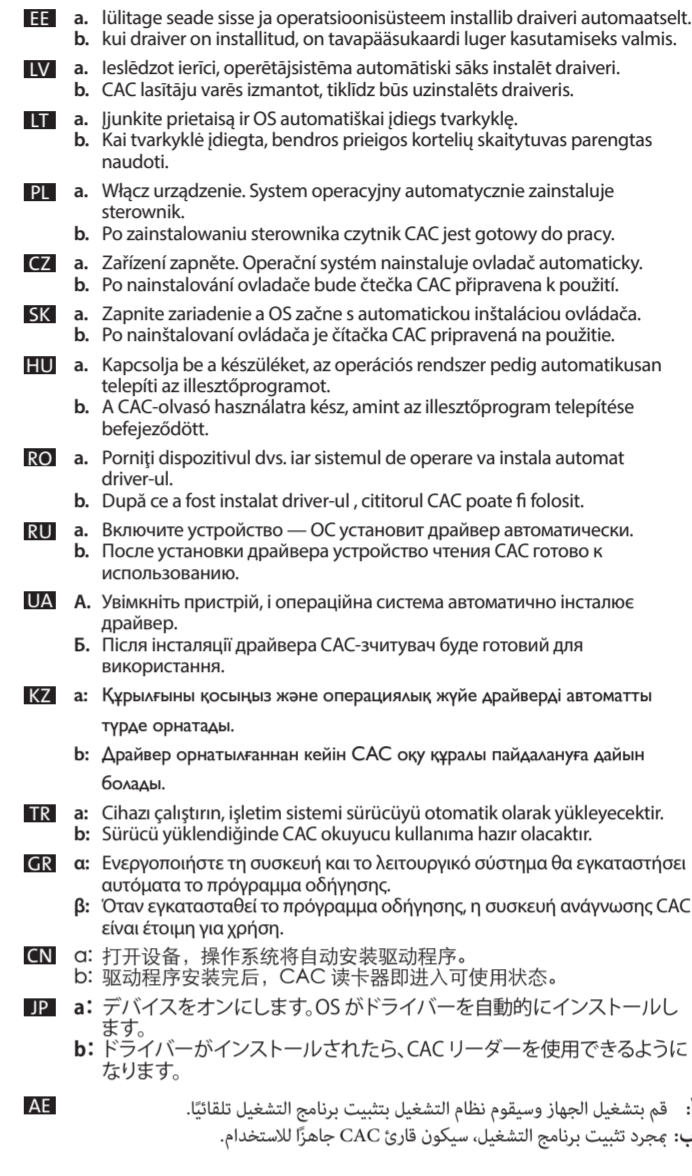 EE a. lülitage seade sisse ja operatsioonisüsteem installib draiveri automaatselt.
b. kui draiver on installitud, on tavapääsukaardi luger kasutamiseks valmis.
LV a. Ieslēdzot ierīci, operētājsistēma automātiski sāks instalēt draiveri.
b. CAC lasītāju varēs izmantot, tiklīdz būs uzinstalēts draiveris.
LT a. Įjunkite prietaisą ir OS automatiškai įdiegs tvarkyklę.
b. Kai tvarkyklė įdiegta, bendros prieigos kortelių skaitytuvas parengtas
naudoti.
PL a. Włącz urządzenie. System operacyjny automatycznie zainstaluje
sterownik.
b. Po zainstalowaniu sterownika czytnik CAC jest gotowy do pracy.
CZ a. Zařízení zapněte. Operační systém nainstaluje ovladač automaticky.
b. Po nainstalování ovladače bude čtečka CAC připravena k použití.
SK a. Zapnite zariadenie a OS začne s automatickou inštaláciou ovládača.
b. Po nainštalovaní ovládača je čítačka CAC pripravená na použitie.
HU a. Kapcsolja be a készüléket, az operációs rendszer pedig automatikusan
telepíti az illesztőprogramot.
b. A CAC-olvasó használatra kész, amint az illesztőprogram telepítése
befejeződött.
RO a. Porniţi dispozitivul dvs. iar sistemul de operare va instala automat
driver-ul.
b. După ce a fost instalat driver-ul , cititorul CAC poate fi folosit.
RU a. Включите устройство — ОС установит драйвер автоматически.
b. После установки драйвера устройство чтения CAC готово к
использованию.
UA А. Увімкніть пристрій, і операційна система автоматично інсталює
драйвер.
Б. Після інсталяції драйвера CAC-зчитувач буде готовий для
використання.
KZ a: Құрылғыны қосыңыз және операциялық жүйе драйверді автоматты
түрде орнатады.
b: Драйвер орнатылғаннан кейін CAC оқу құралы пайдалануға дайын
болады.
TR a: Cihazı çalıştırın, işletim sistemi sürücüyü otomatik olarak yükleyecektir.
b: Sürücü yüklendiğinde CAC okuyucu kullanıma hazır olacaktır.
GR α: Ενεργοποιήστε τη συσκευή και το λειτουργικό σύστημα θα εγκαταστήσει
αυτόματα το πρόγραμμα οδήγησης.
β: Όταν εγκατασταθεί το πρόγραμμα οδήγησης, η συσκευή ανάγνωσης CAC
είναι έτοιμη για χρήση.
CN a: 打开设备，操作系统将自动安装驱动程序。
b: 驱动程序安装完后，CAC 读卡器即进入可使用状态。
JP a: デバイスをオンにします。OS がドライバーを自動的にインストールし
ます。
b: ドライバーがインストールされたら、CAC リーダーを使用できるように
なります。
AE قم بتشغيل الجهاز وسيقوم نظام التشغيل بتثبيت برنامج التشغيل تلقائيًا.
ب: بمجرد تثبيت برنامج التشغيل، سيكون قارئ CAC جاهزًا للاستخدام.